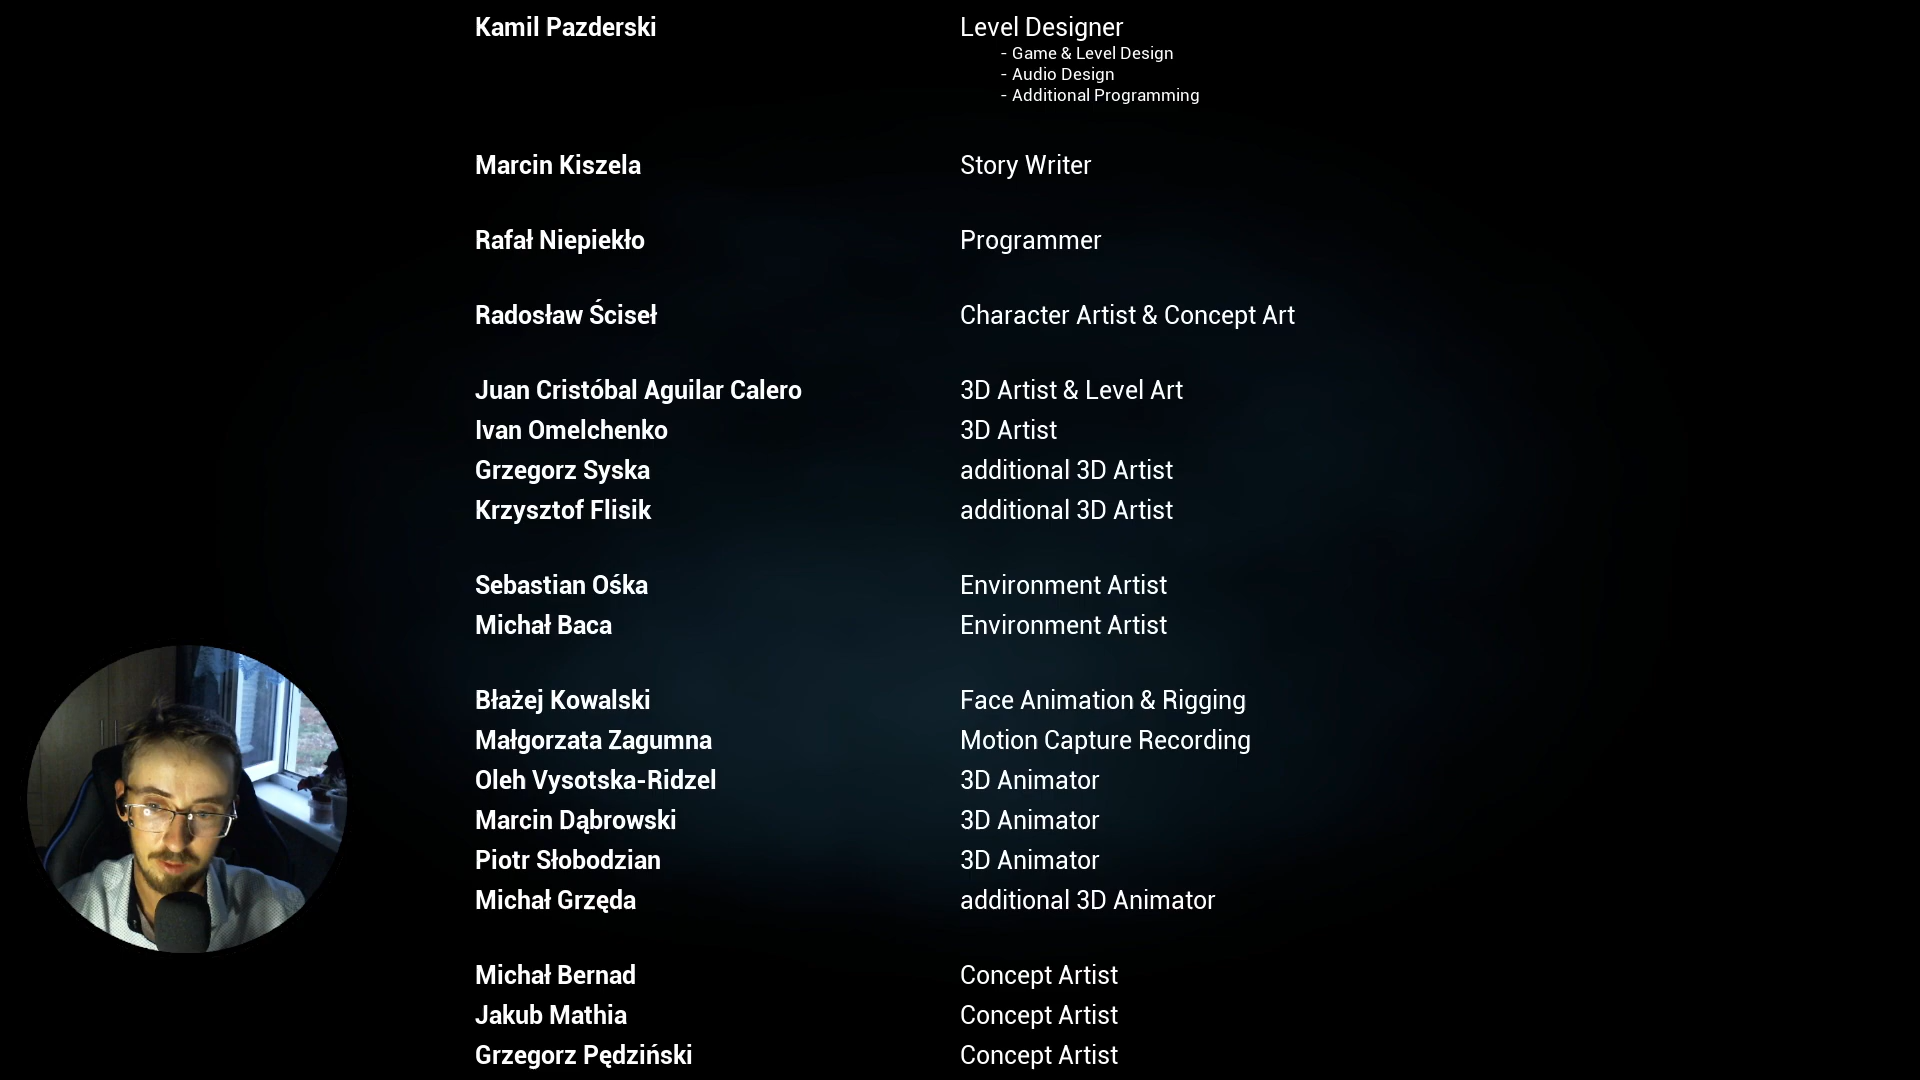 Kamil Pazderski Level Designer
- Game & Level Design
- Audio Design
- Additional Programming
Marcin Kiszela Story Writer
Rafał Niepiekło Programmer
Radosław Ściseł Character Artist & Concept Art
Juan Cristóbal Aguilar Calero 3D Artist & Level Art
Ivan Omelchenko 3D Artist
Grzegorz Syska additional 3D Artist
Krzysztof Flisik additional 3D Artist
Sebastian Ośka Environment Artist
Michał Baca Environment Artist
Błażej Kowalski Face Animation & Rigging
Małgorzata Zagumna Motion Capture Recording
Oleh Vysotska-Ridzel 3D Animator
Marcin Dąbrowski 3D Animator
Piotr Słobodzian 3D Animator
Michał Grzęda additional 3D Animator
Michał Bernad Concept Artist
Jakub Mathia Concept Artist
Grzegorz Pędziński Concept Artist